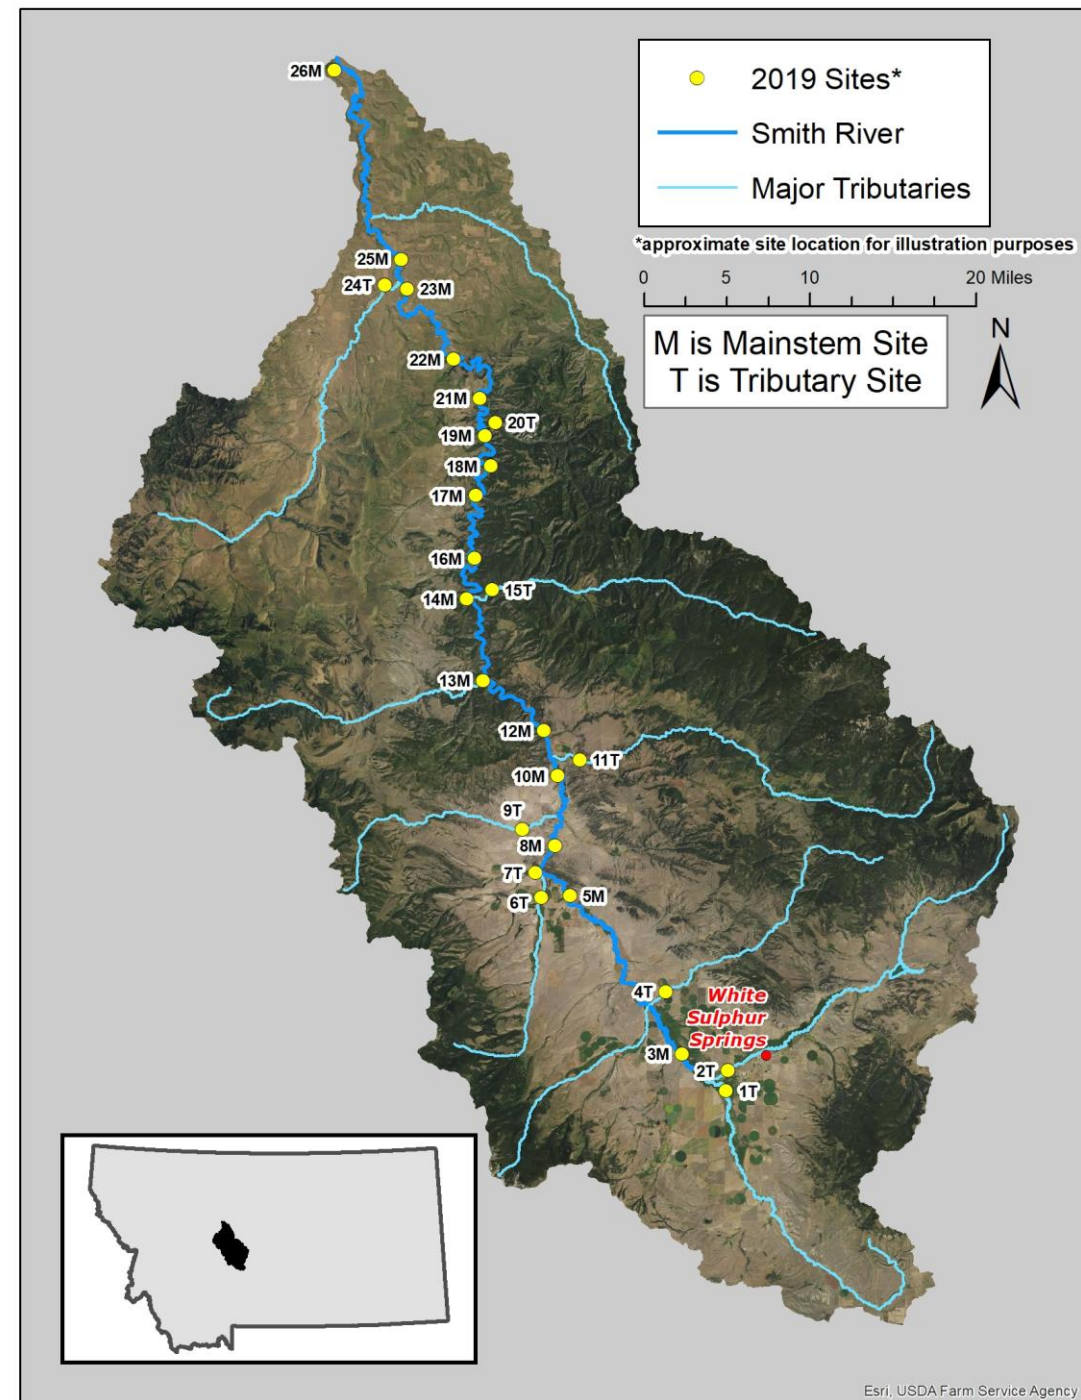 2019 Sites*
Smith River
Major Tributaries
*approximate site location for illustration purposes
0 5 10 20 Miles
M is Mainstem Site
T is Tributary Site
N
26M
25M
24T
23M
22M
21M
20T
19M
18M
17M
16M
15T
14M
13M
12M
11T
10M
9T
8M
7T
6T
5M
4T
White
Sulphur
Springs
3M
2T
1T
Esri, USDA Farm Service Agency